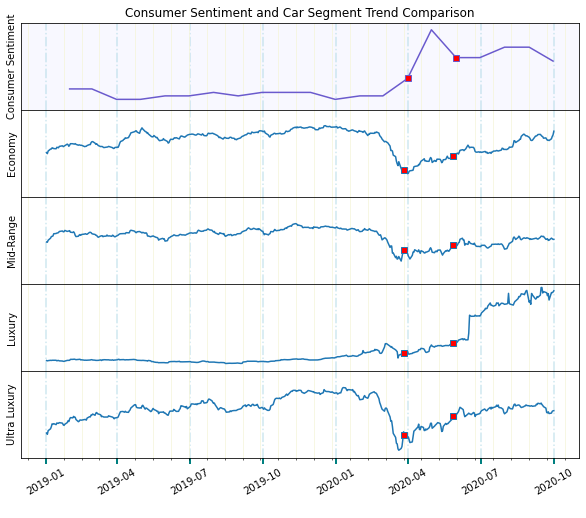 Consumer Sentiment and Car Segment Trend Comparison
Consumer Sentiment
Economy
Mid-Range
Luxury
Ultra Luxury
2019-01
2019-04
2019-07
2019-10
2020-01
2020-04
2020-07
2020-10